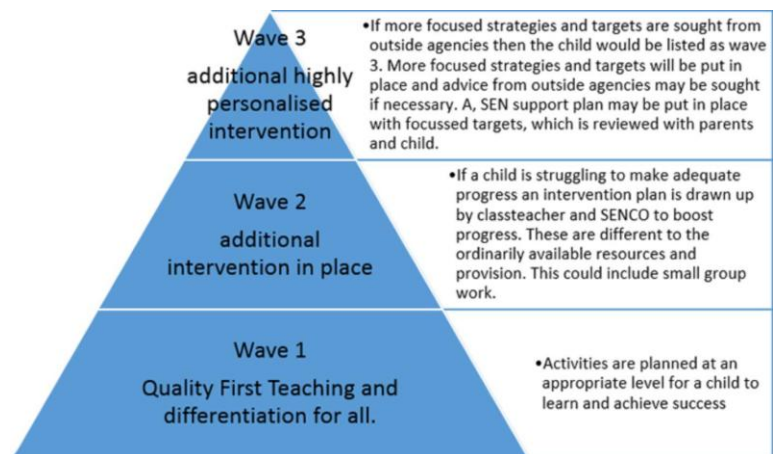 Wave 3
additional highly
personalised
intervention
•If more focused strategies and targets are sought from
outside agencies then the child would be listed as wave
3. More focused strategies and targets will be put in
place and advice from outside agencies may be sought
if necessary. A, SEN support plan may be put in place
with focussed targets, which is reviewed with parents
and child.
Wave 2
additional
intervention in place
•If a child is struggling to make adequate
progress an intervention plan is drawn up
by classteacher and SENCO to boost
progress. These are different to the
ordinarily available resources and
provision. This could include small group
work.
Wave 1
Quality First Teaching and
differentiation for all.
•Activities are planned at an
appropriate level for a child to
learn and achieve success